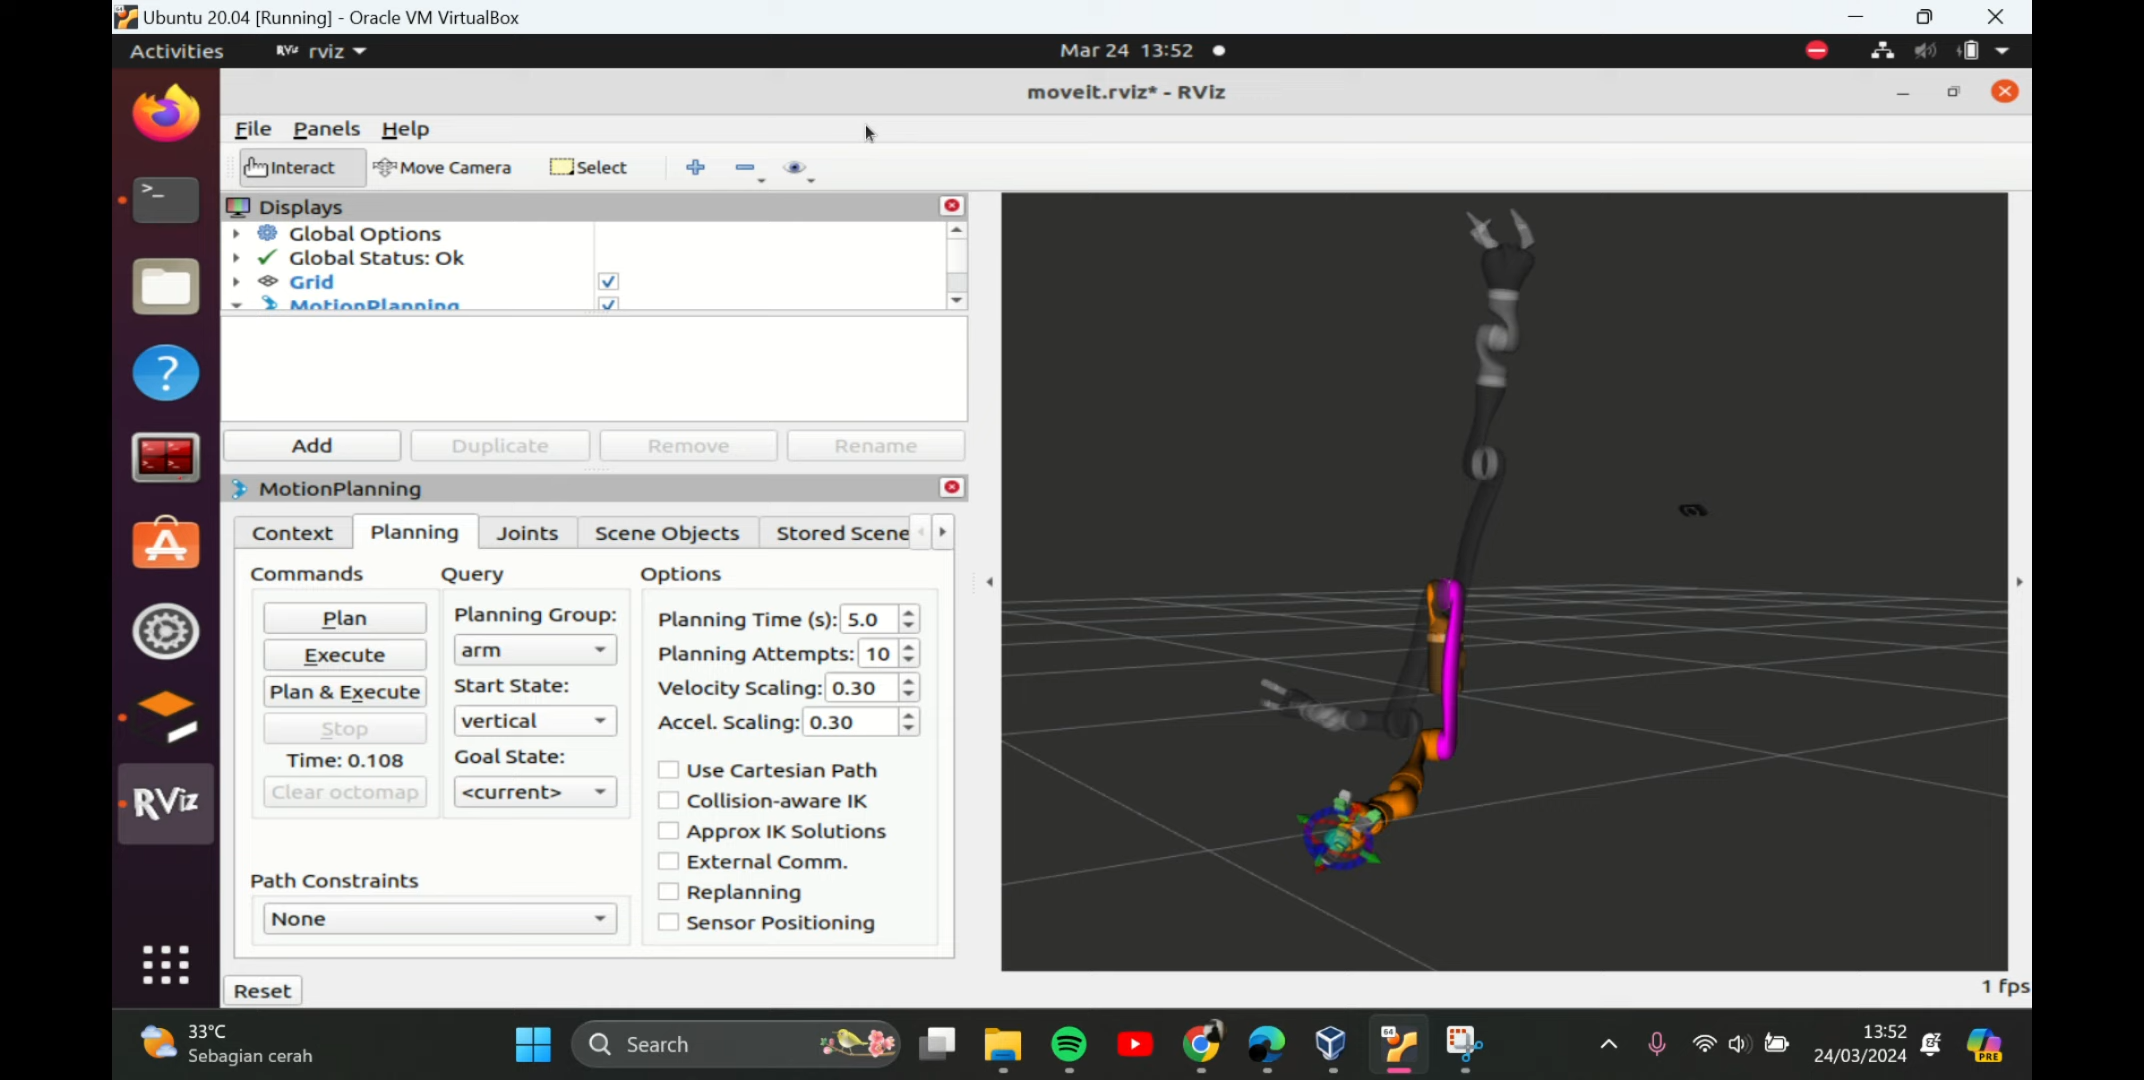 Ubuntu 20.04 [Running] - Oracle VM VirtualBox
Activities
RViz rviz
Mar 24 13:52
moveit.rviz* - RViz
File Panels Help
Interact
Move Camera
Select
Displays
Global Options
Global Status: Ok
Grid
MotionPlanning
Add
Duplicate
Remove
Rename
MotionPlanning
Context
Planning
Joints
Scene Objects
Stored Scene
Commands
Query
Options
Plan
Execute
Plan & Execute
Stop
Time: 0.108
Clear octomap
Planning Group:
arm
Start State:
vertical
Goal State:
<current>
Planning Time (s): 5.0
Planning Attempts: 10
Velocity Scaling: 0.30
Accel. Scaling: 0.30
Use Cartesian Path
Collision-aware IK
Approx IK Solutions
External Comm.
Replanning
Sensor Positioning
Path Constraints
None
RViz
Reset
1 fps
33°C
Sebagian cerah
Search
64
13:52
24/03/2024
PRE